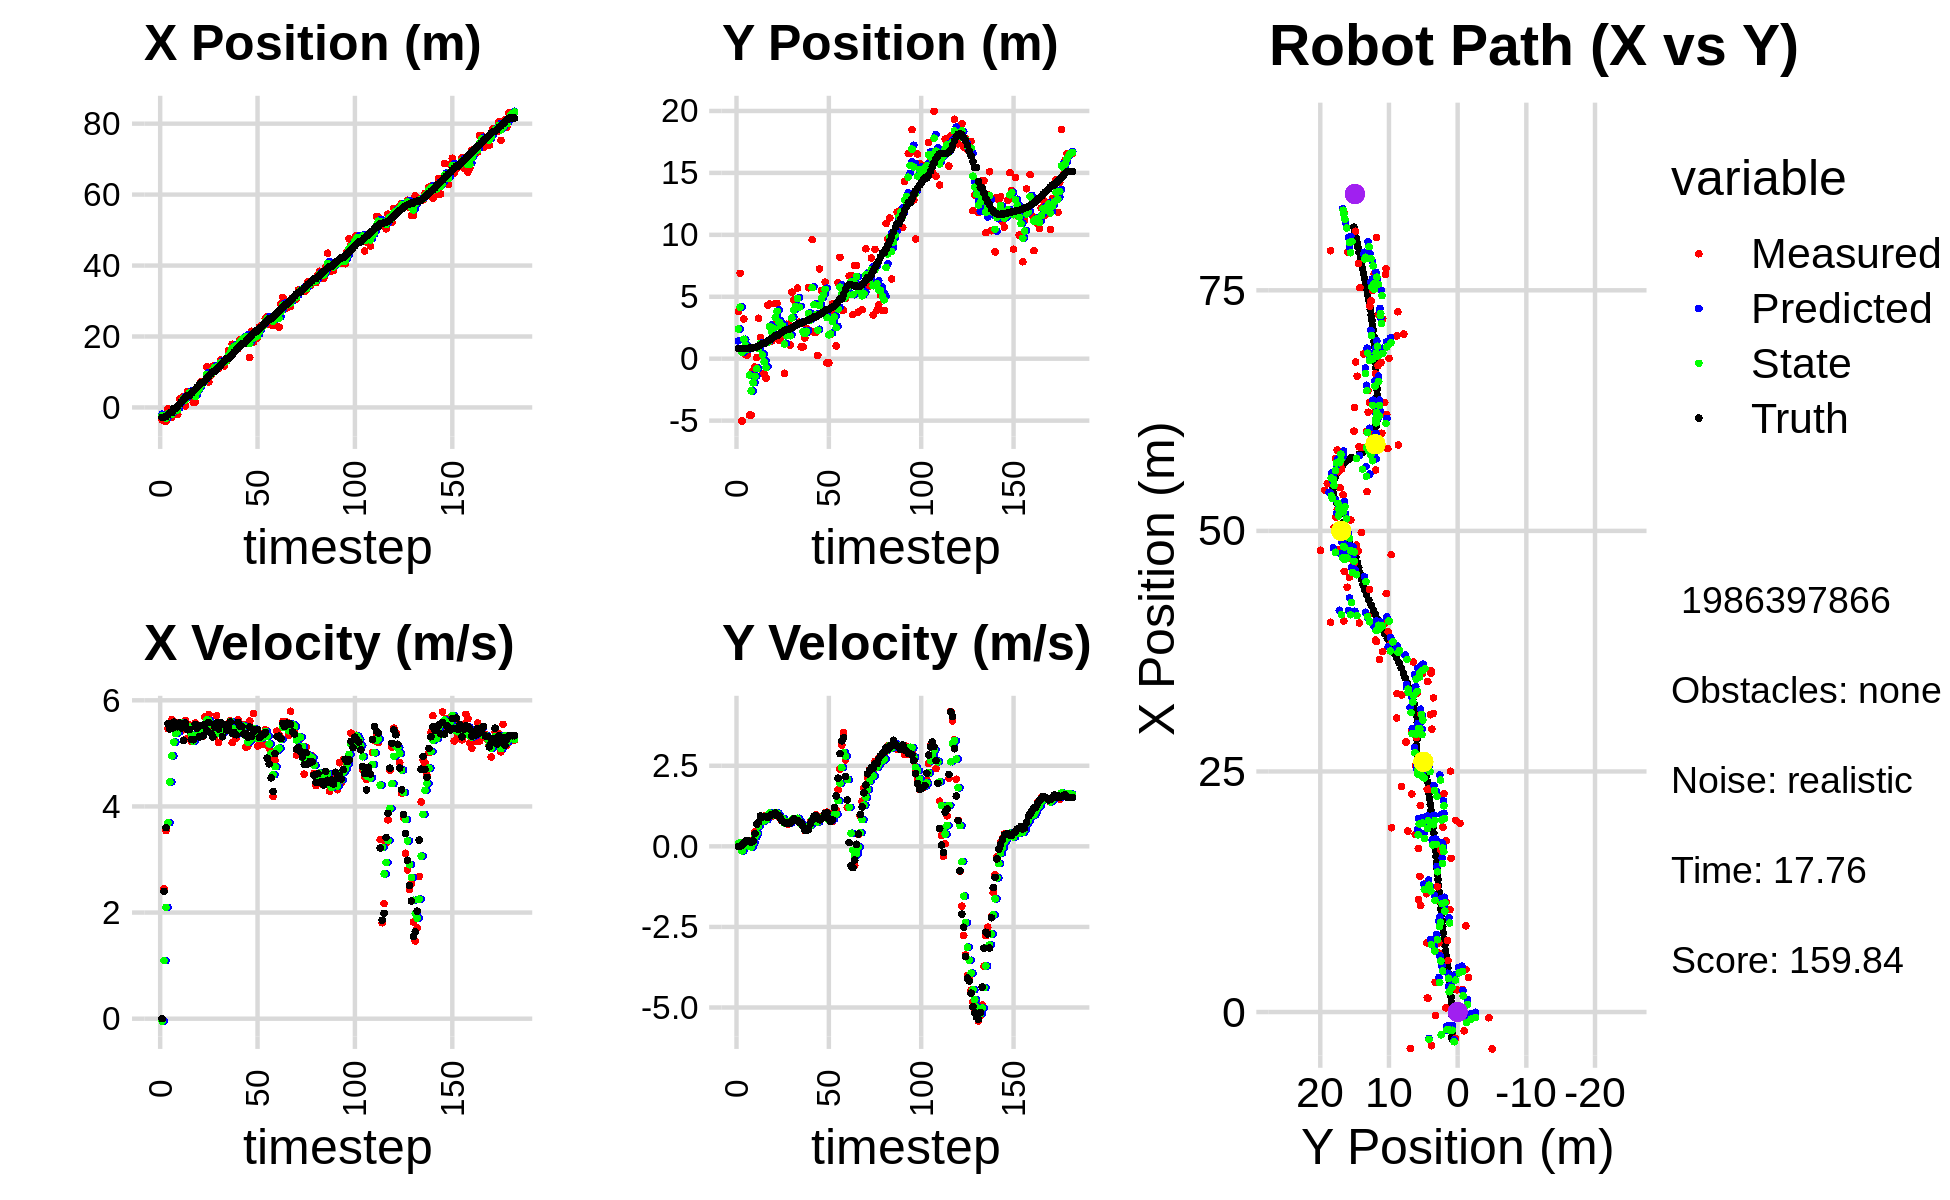 X Position (m)
80
60
40
20
0
0 50 100 150
timestep
Y Position (m)
20
15
10
5
0
-5
0 50 100 150
timestep
X Velocity (m/s)
6
4
2
0
0 50 100 150
timestep
Y Velocity (m/s)
2.5
0.0
-2.5
-5.0
0 50 100 150
timestep
Robot Path (X vs Y)
X Position (m)
75
50
25
0
20 10 0 -10 -20
Y Position (m)
variable
Measured
Predicted
State
Truth
1986397866
Obstacles: none
Noise: realistic
Time: 17.76
Score: 159.84